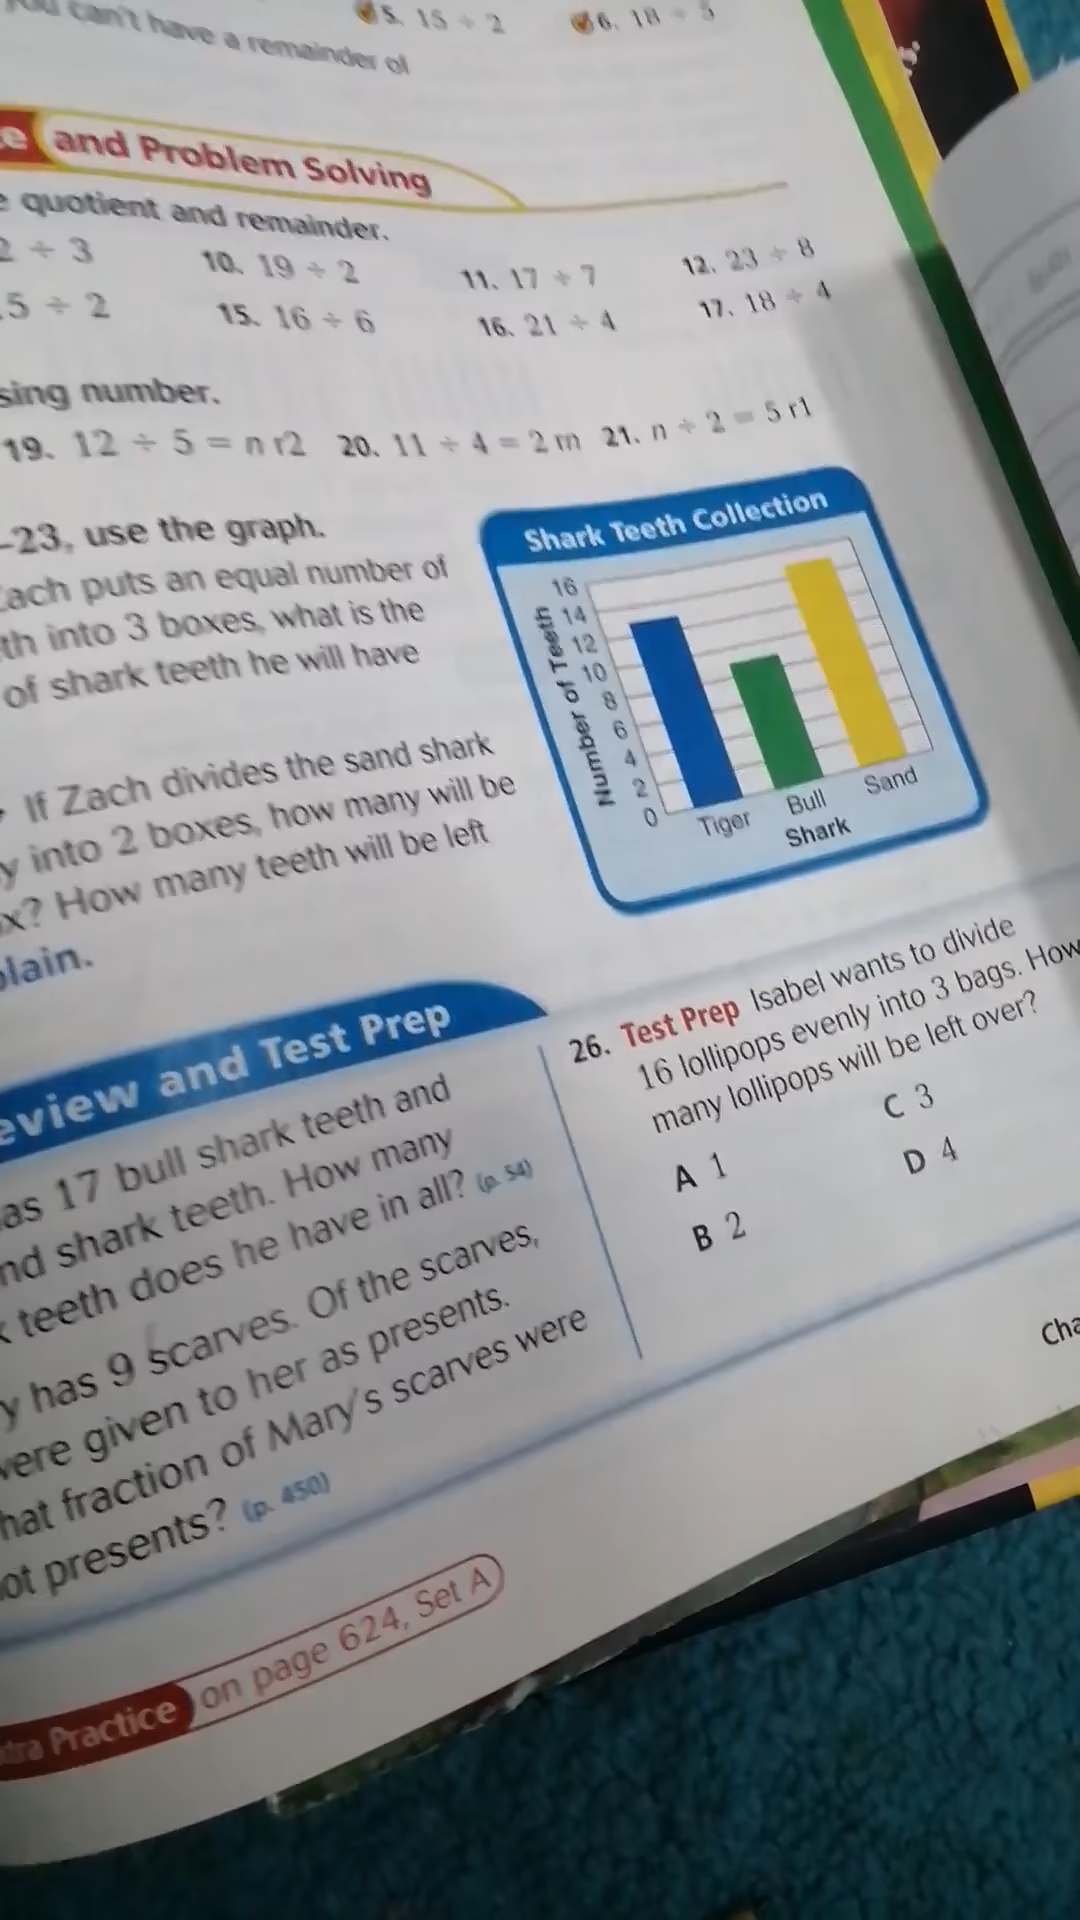 5. 15 ÷ 2
6. 18 ÷ 5
can't have a remainder of
and Problem Solving
quotient and remainder.
2 ÷ 3
10. 19 ÷ 2
11. 17 ÷ 7
12. 23 ÷ 8
5 ÷ 2
15. 16 ÷ 6
16. 21 ÷ 4
17. 18 ÷ 4
sing number.
19. 12 ÷ 5 = n r2
20. 11 ÷ 4 = 2 rn
21. n ÷ 2 = 5 r1
-23, use the graph.
Zach puts an equal number of
th into 3 boxes, what is the
of shark teeth he will have
If Zach divides the sand shark
y into 2 boxes, how many will be
x? How many teeth will be left
plain.
Shark Teeth Collection
Number of Teeth
16
14
12
10
8
6
4
2
0
Tiger
Bull
Sand
Shark
eview and Test Prep
as 17 bull shark teeth and
nd shark teeth. How many
k teeth does he have in all? (p. 54)
y has 9 scarves. Of the scarves,
were given to her as presents.
hat fraction of Mary's scarves were
ot presents? (p. 450)
26. Test Prep Isabel wants to divide
16 lollipops evenly into 3 bags. How
many lollipops will be left over?
A 1
C 3
B 2
D 4
Cha
tra Practice on page 624, Set A